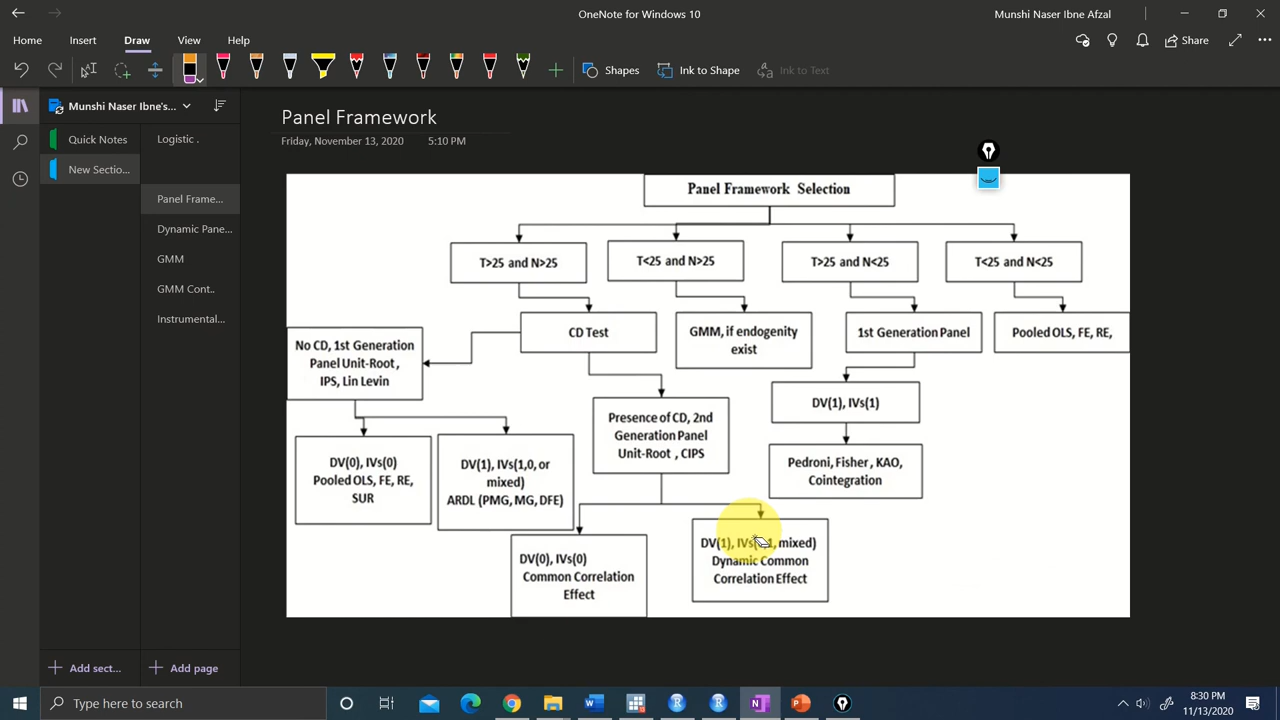 OneNote for Windows 10
Munshi Naser Ibne Afzal
Home
Insert
Draw
View
Help
Share
Shapes
Ink to Shape
Ink to Text
Munshi Naser Ibne's...
Quick Notes
New Sectio...
Logistic .
Panel Frame...
Dynamic Pane...
GMM
GMM Cont..
Instrumental...
Panel Framework
Friday, November 13, 2020 5:10 PM
Panel Framework Selection
T>25 and N>25
T<25 and N>25
T>25 and N<25
T<25 and N<25
CD Test
GMM, if endogenity
exist
1st Generation Panel
Pooled OLS, FE, RE,
No CD, 1st Generation
Panel Unit-Root ,
IPS, Lin Levin
DV(1), IVs(1)
Presence of CD, 2nd
Generation Panel
Unit-Root , CIPS
Pedroni, Fisher , KAO,
Cointegration
DV(0), IVs(0)
Pooled OLS, FE, RE,
SUR
DV(1), IVs(1,0, or
mixed)
ARDL (PMG, MG, DFE)
DV(0), IVs(0)
Common Correlation
Effect
DV(1), 1, mixed)
Dynamic Common
Correlation Effect
Add sect...
Add page
Type here to search
8:30 PM
11/13/2020